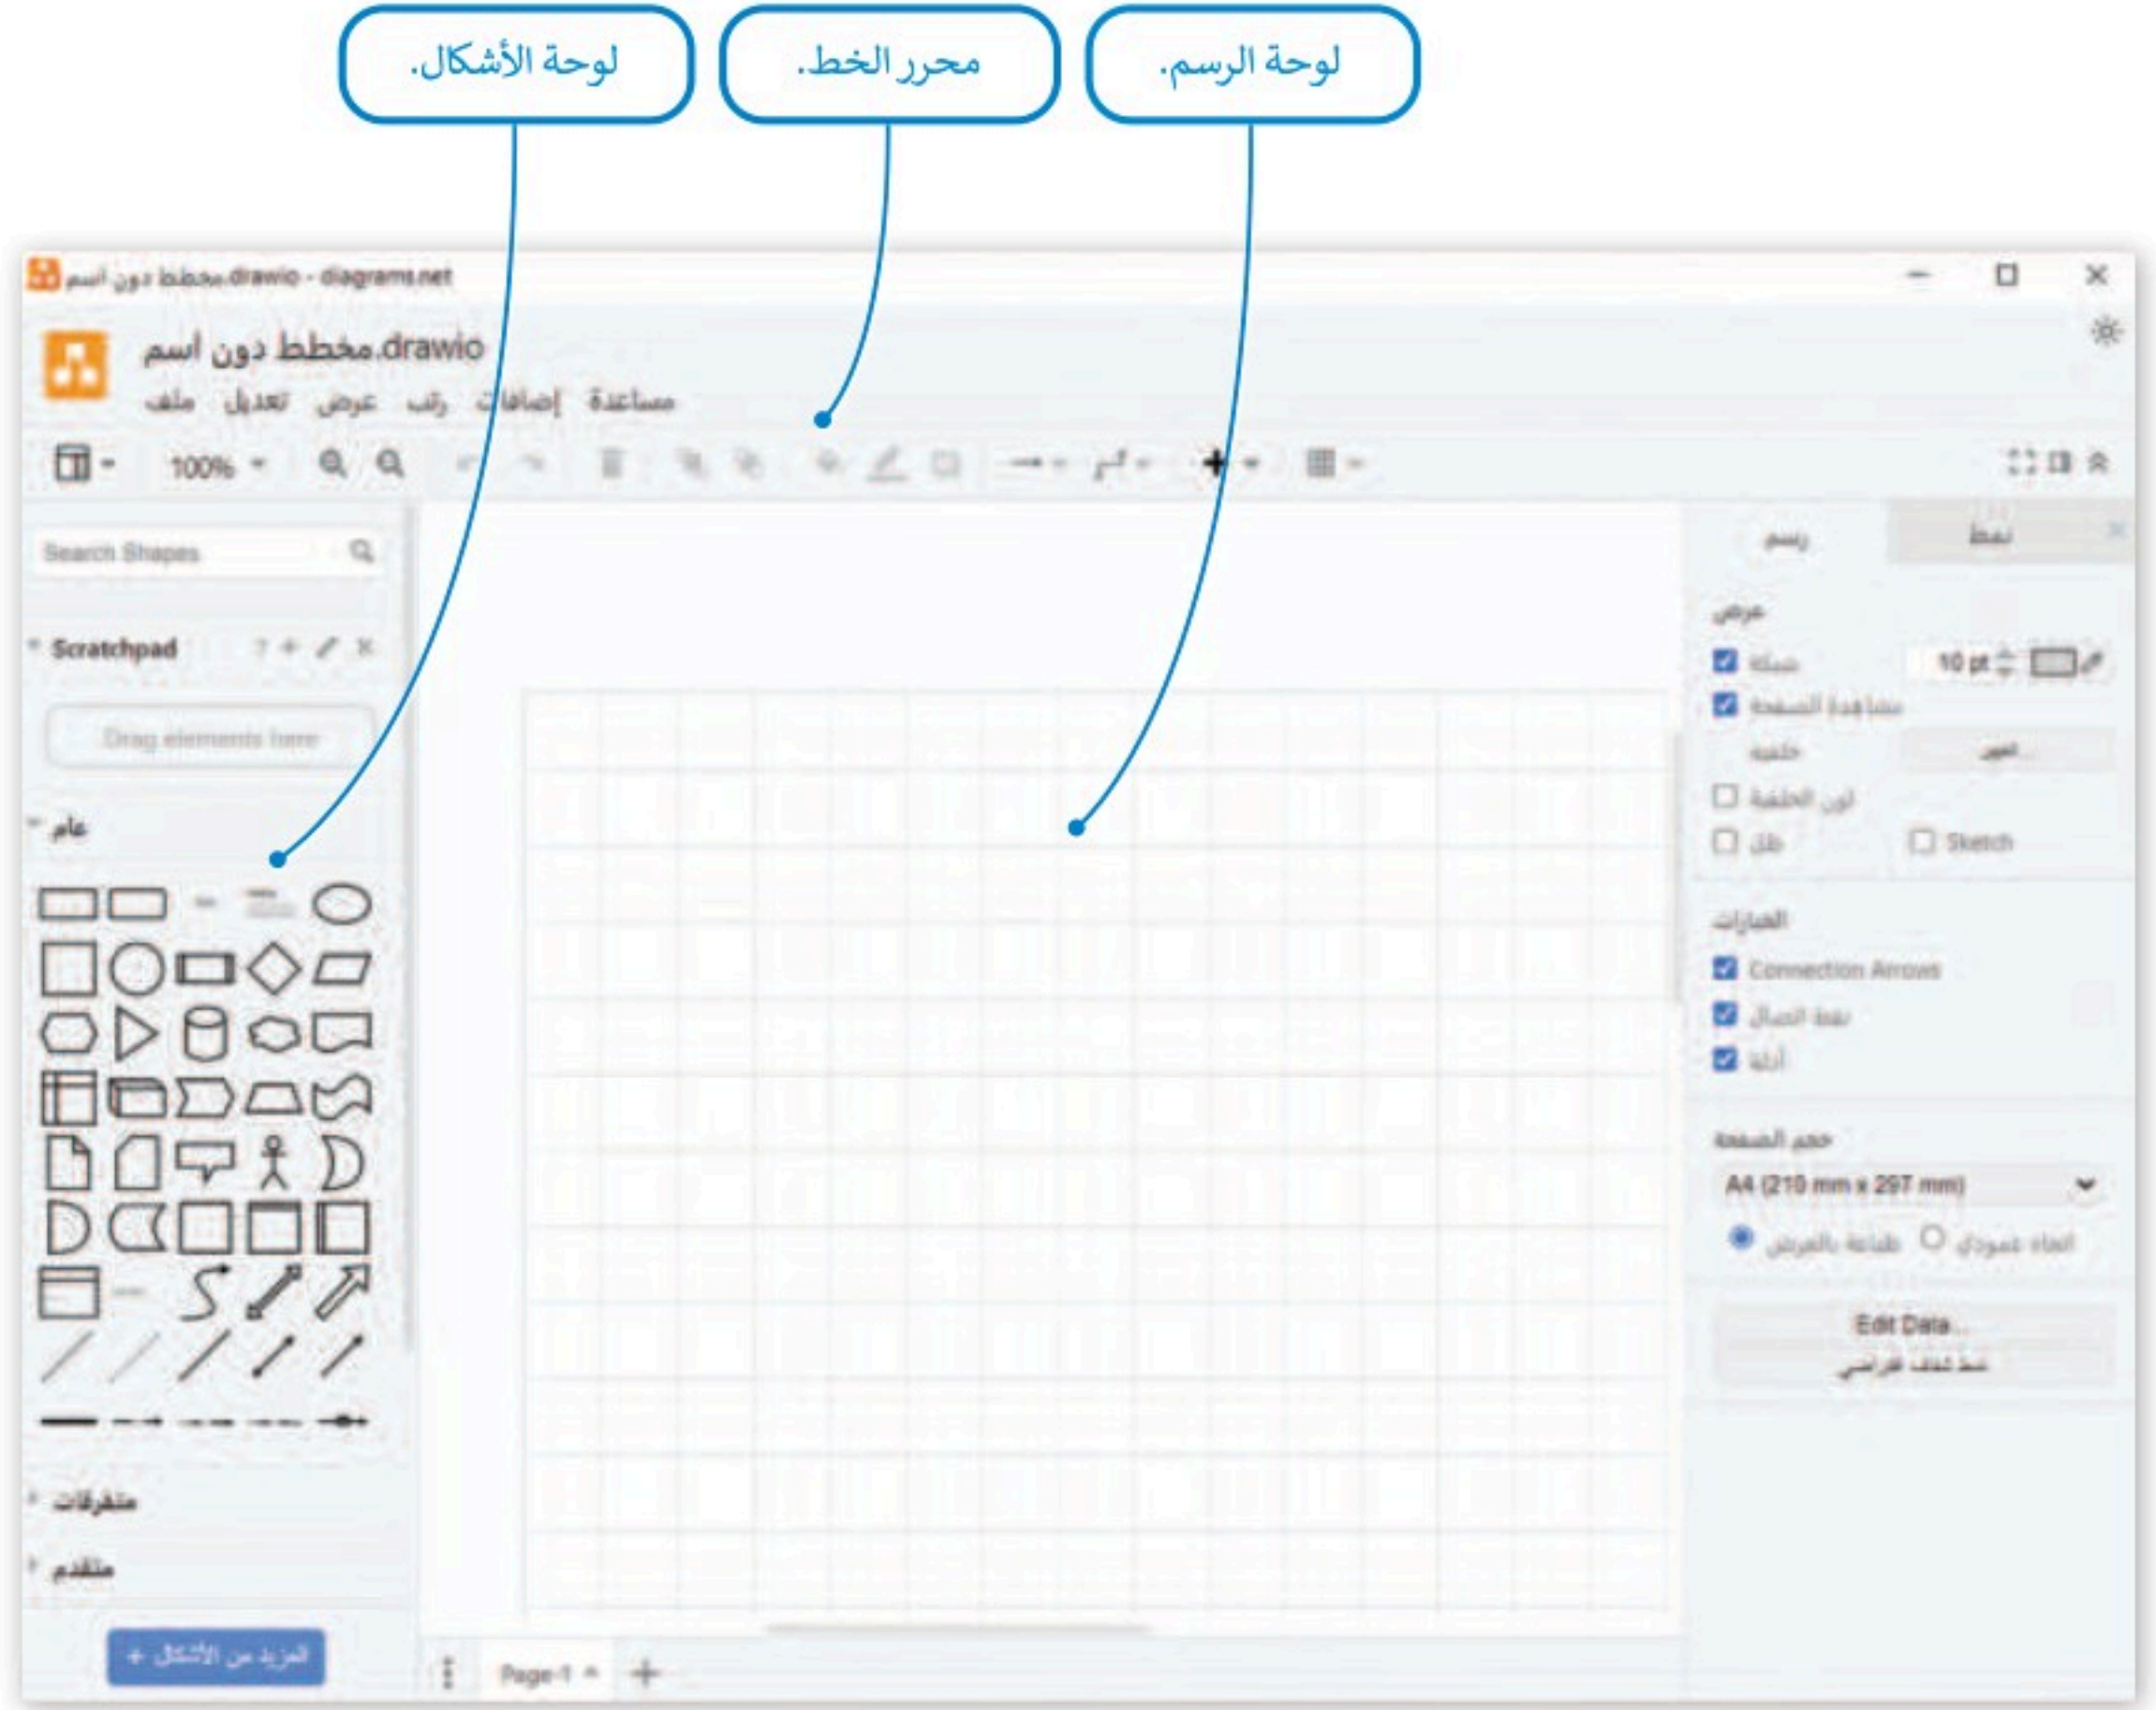 لوحة الأشكال.
محرر الخط.
لوحة الرسم.
مخطط دون اسم.drawio - diagrams.net
مخطط دون اسم.drawio
ملف تعديل عرض رتب إضافات مساعدة
100%
Search Shapes
Scratchpad ? + ×
Drag elements here
عام
متفرقات
متقدم
+ المزيد من الأشكال
Page-1
+
رسم
نمط
عرض
شبكة
10 pt
مشاهدة الصفحة
خلفية
لون الخلفية
ظل
Sketch
الخيارات
Connection Arrows
نقط اتصال
أدلة
حجم الصفحة
A4 (210 mm x 297 mm)
طباعة بالعرض
اتجاه عمودي
Edit Data...